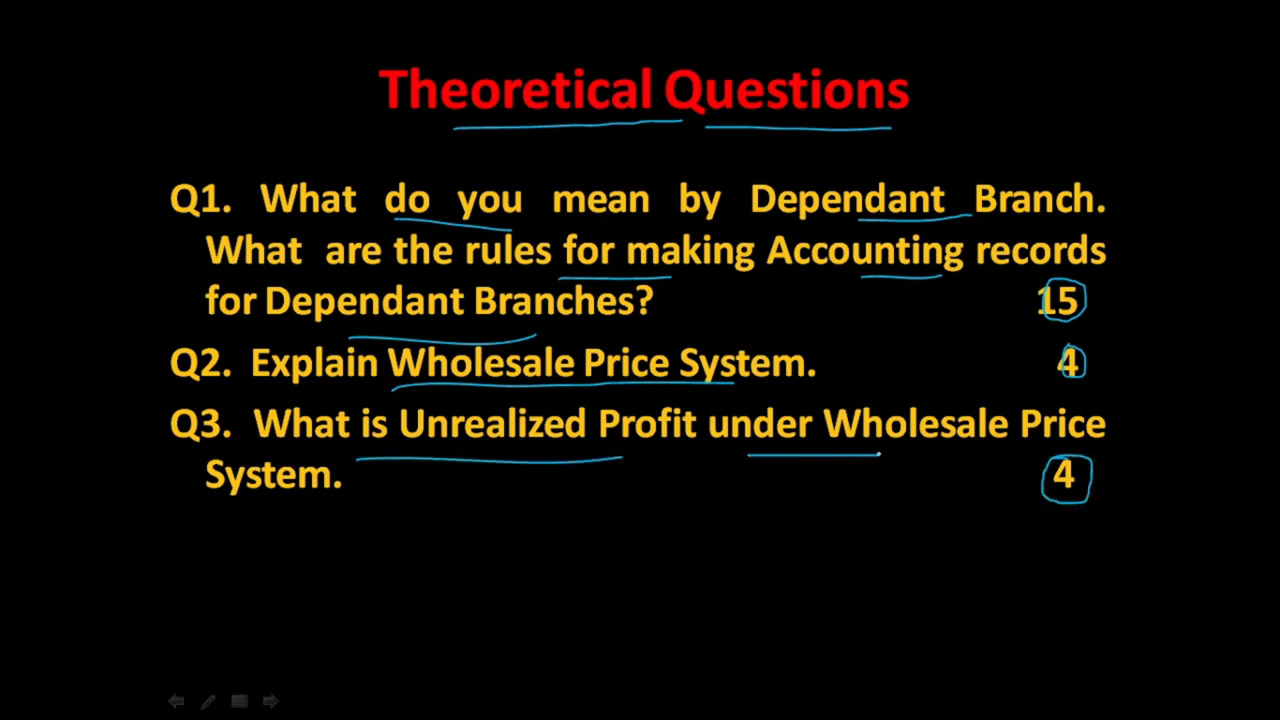 Theoretical Questions
Q1. What do you mean by Dependant Branch.
What are the rules for making Accounting records
for Dependant Branches? 15
Q2. Explain Wholesale Price System. 4
Q3. What is Unrealized Profit under Wholesale Price
System. 4